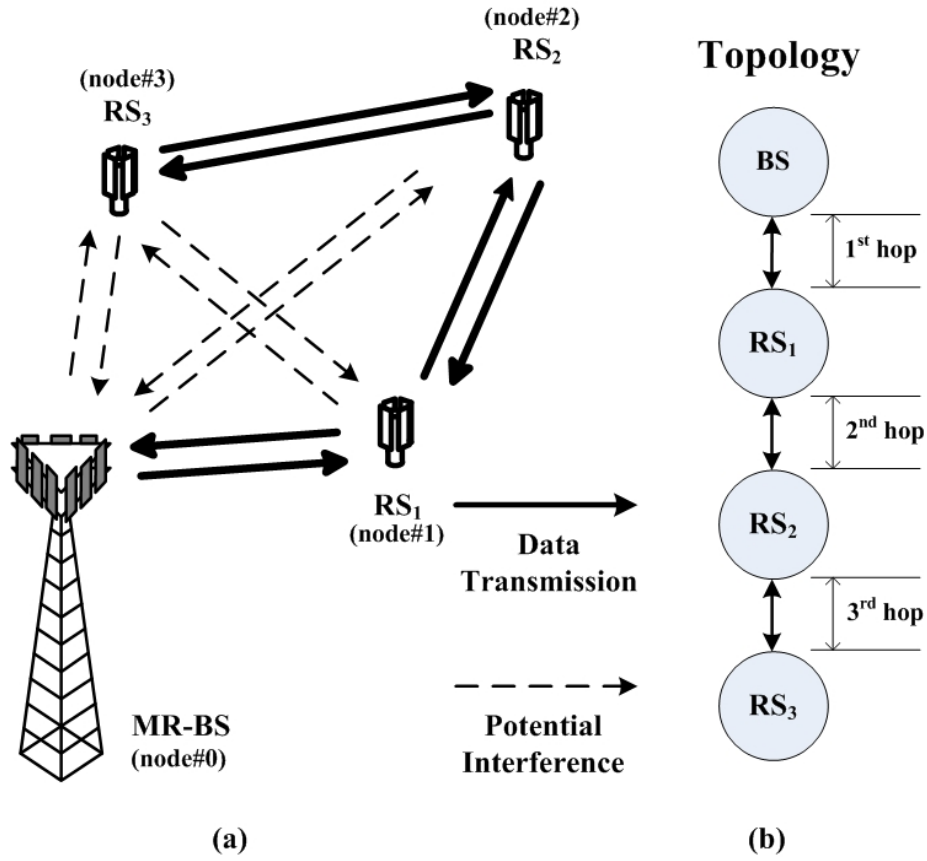 (node#2)
RS₂
(node#3)
RS₃
RS₁
(node#1)
Data
Transmission
MR-BS
(node#0)
Potential
Interference
(a)
Topology
BS
1st hop
RS₁
2nd hop
RS₂
3rd hop
RS₃
(b)